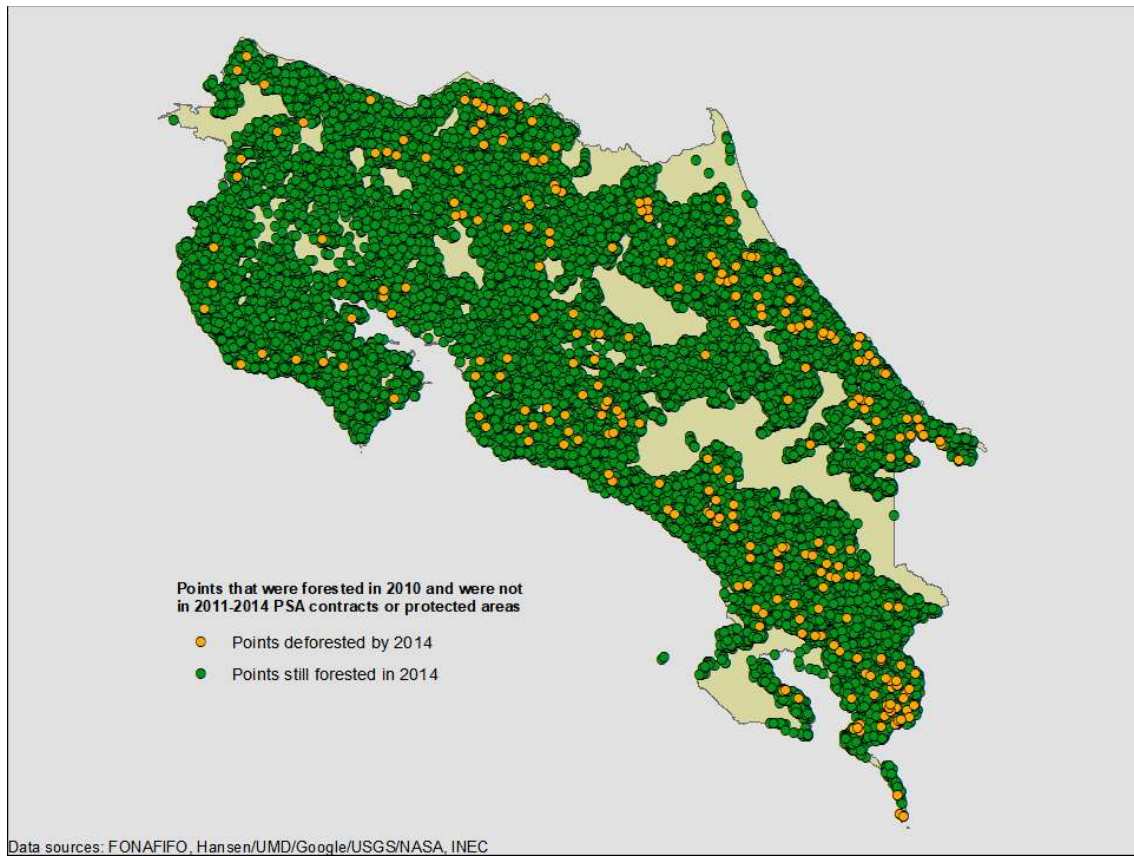 Points that were forested in 2010 and were not
in 2011-2014 PSA contracts or protected areas
Points deforested by 2014
Points still forested in 2014
Data sources: FONAFIFO, Hansen/UMD/Google/USGS/NASA, INEC